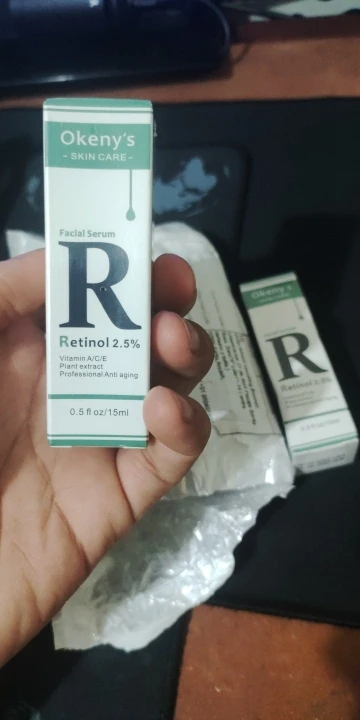 Okeny's
- SKIN CARE -
Facial Serum
R
Retinol 2.5%
Vitamin A/C/E
Plant extract
Professional Anti aging
0.5 fl oz/15ml
Okeny's
R
Retinol 2.5%